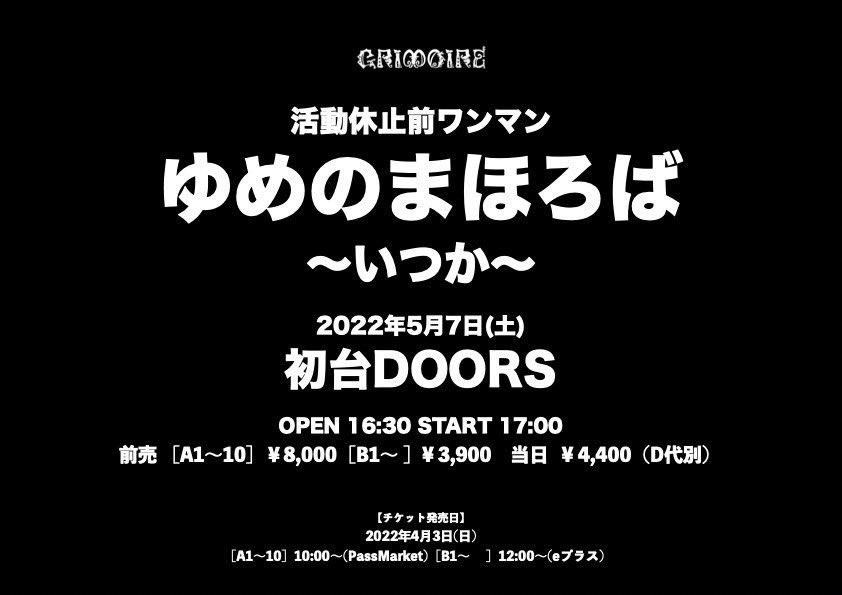 GRIMOIRE
活動休止前ワンマン
ゆめのまほろば
〜いつか〜
2022年5月7日(土)
初台DOORS
OPEN 16:30 START 17:00
前売 ［A1〜10］ ¥8,000［B1〜 ］¥3,900　当日 ¥4,400（D代別）
【チケット発売日】
2022年4月3日(日)
［A1〜10］10:00〜(PassMarket)［B1〜　］12:00〜(eプラス)